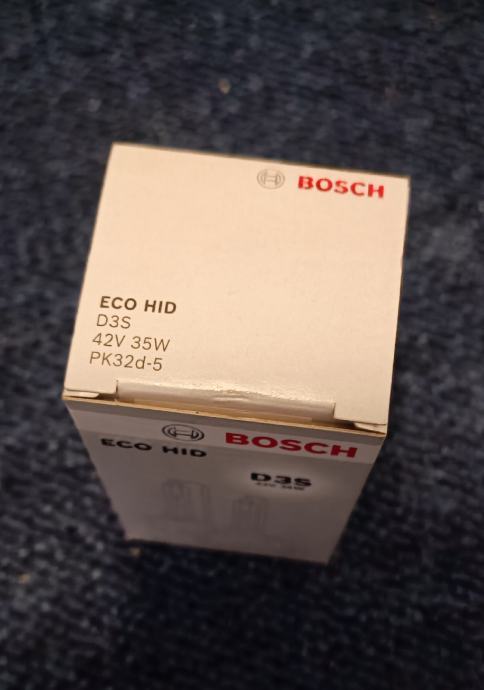 BOSCH
ECO HID
D3S
42V 35W
PK32d-5
BOSCH
ECO HID
D3S